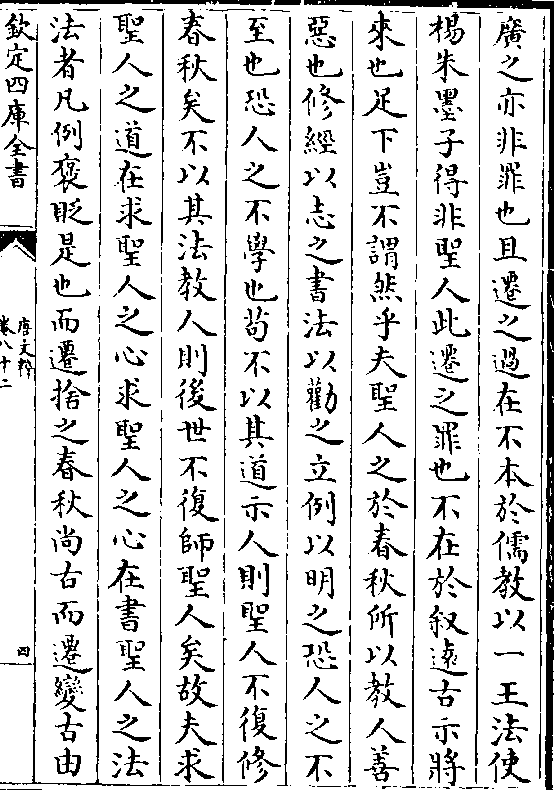 廣之亦非罪也且遷之過在不本於儒教以一王法使
楊朱墨子得非聖人此遷之罪也不在於叙遠古示將
來也足下豈不謂然乎夫聖人之於春秋所以教人善
惡也修經以志之書法以勸之立例以明之恐人之不
至也恐人之不學也苟不以其道示人則聖人不復修
春秋矣不以其法教人則後世不復師聖人矣故夫求
聖人之道在求聖人之心求聖人之心在書聖人之法
法者凡例褒貶是也而遷捨之春秋尚古而遷變古由
欽定四庫全書
唐文粹
卷八十二
四